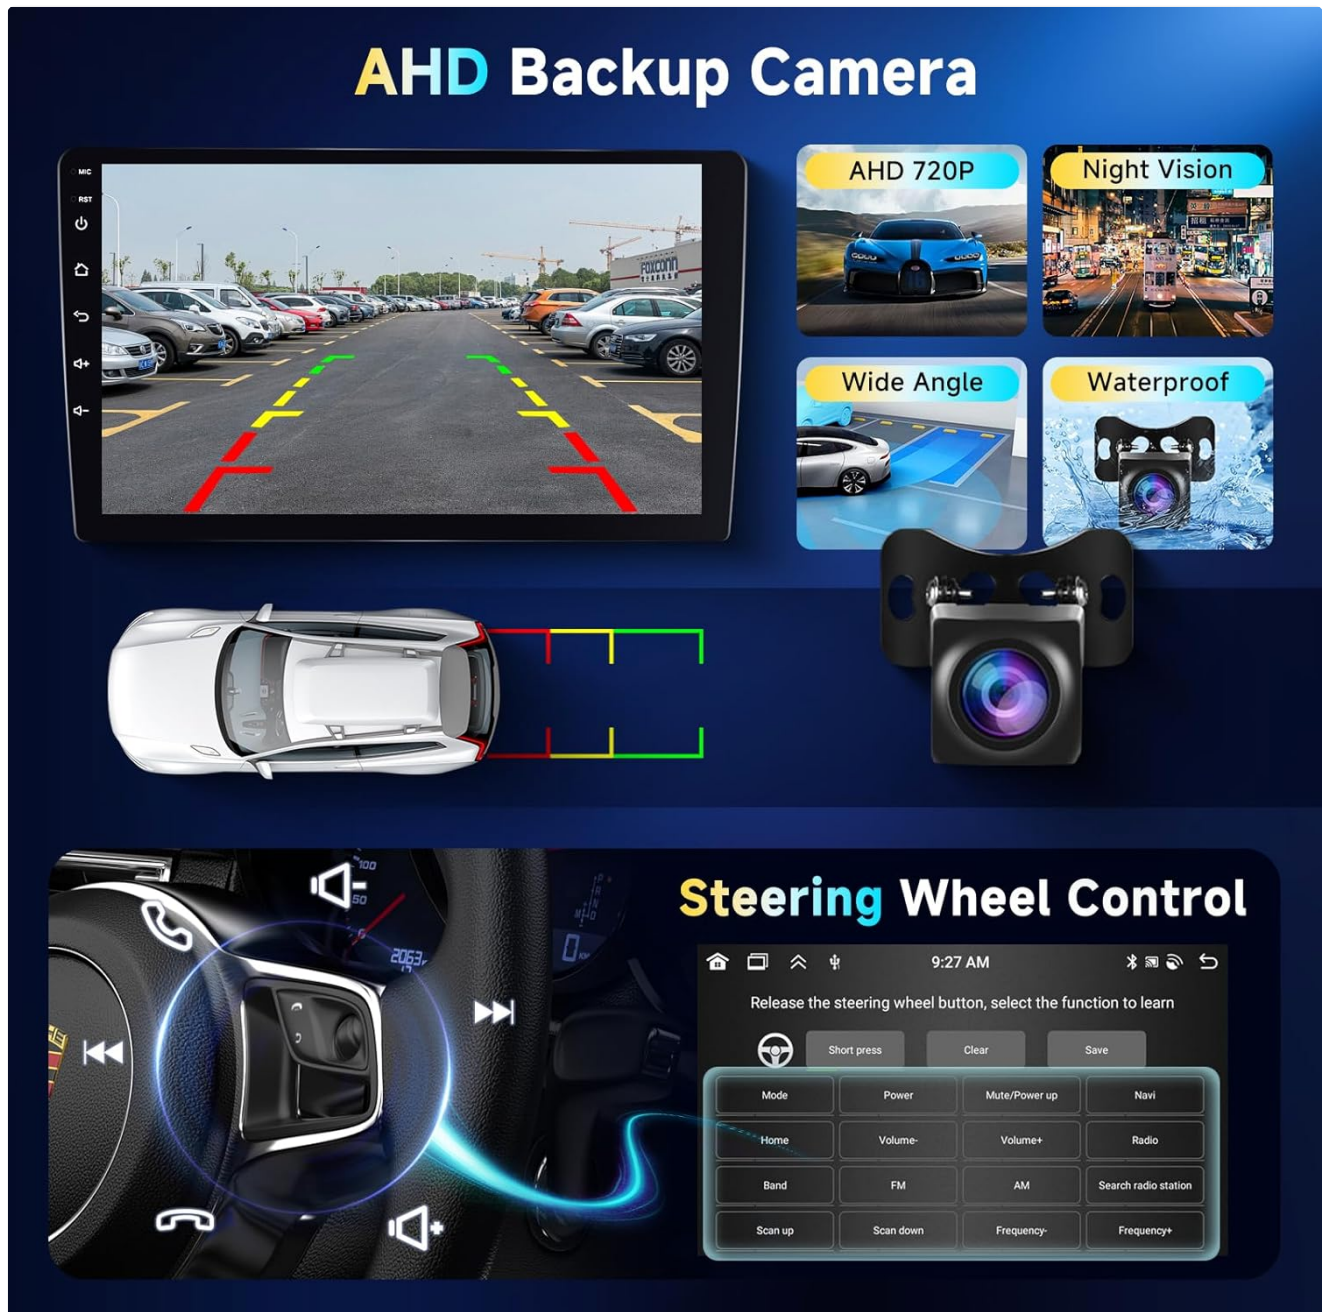 AHD Backup Camera
MIC
RST
FOXCONN
AHD 720P
Night Vision
Wide Angle
Waterproof
Steering Wheel Control
9:27 AM
Release the steering wheel button, select the function to learn
Short press
Clear
Save
Mode
Power
Mute/Power up
Navi
Home
Volume-
Volume+
Radio
Band
FM
AM
Search radio station
Scan up
Scan down
Frequency-
Frequency+